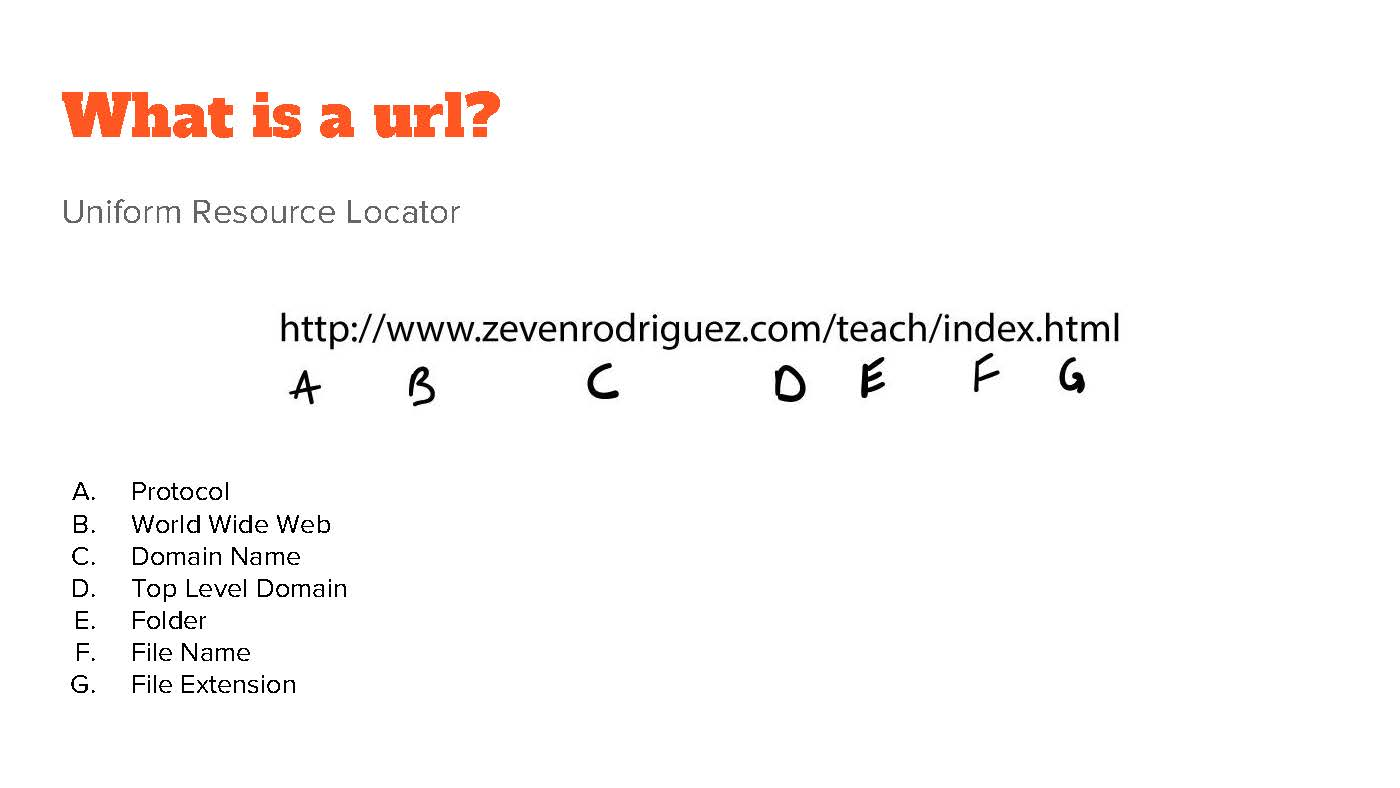 What is a url?
Uniform Resource Locator
http://www.zevenrodriguez.com/teach/index.html
A B C D E F G
A. Protocol
B. World Wide Web
C. Domain Name
D. Top Level Domain
E. Folder
F. File Name
G. File Extension